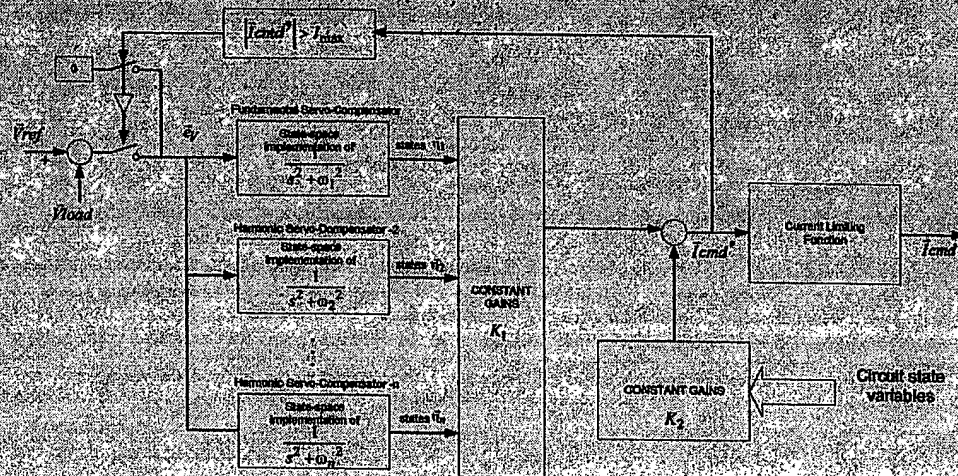 |Icmd*| > Imax
0
Fundamental Servo-Compensator
State-space
Implementation of
1
s² + ω₁²
states η₁
Vref
+
eV
Vload
-
Harmonic Servo-Compensator -2
State-space
Implementation of
1
s² + ω₂²
states η₂
CONSTANT
GAINS
K₁
Icmd*
Current Limiting
Function
Icmd
Harmonic Servo-Compensator -n
State-space
Implementation of
1
s² + ωn²
states ηn
CONSTANT GAINS
K₂
Circuit state
variables